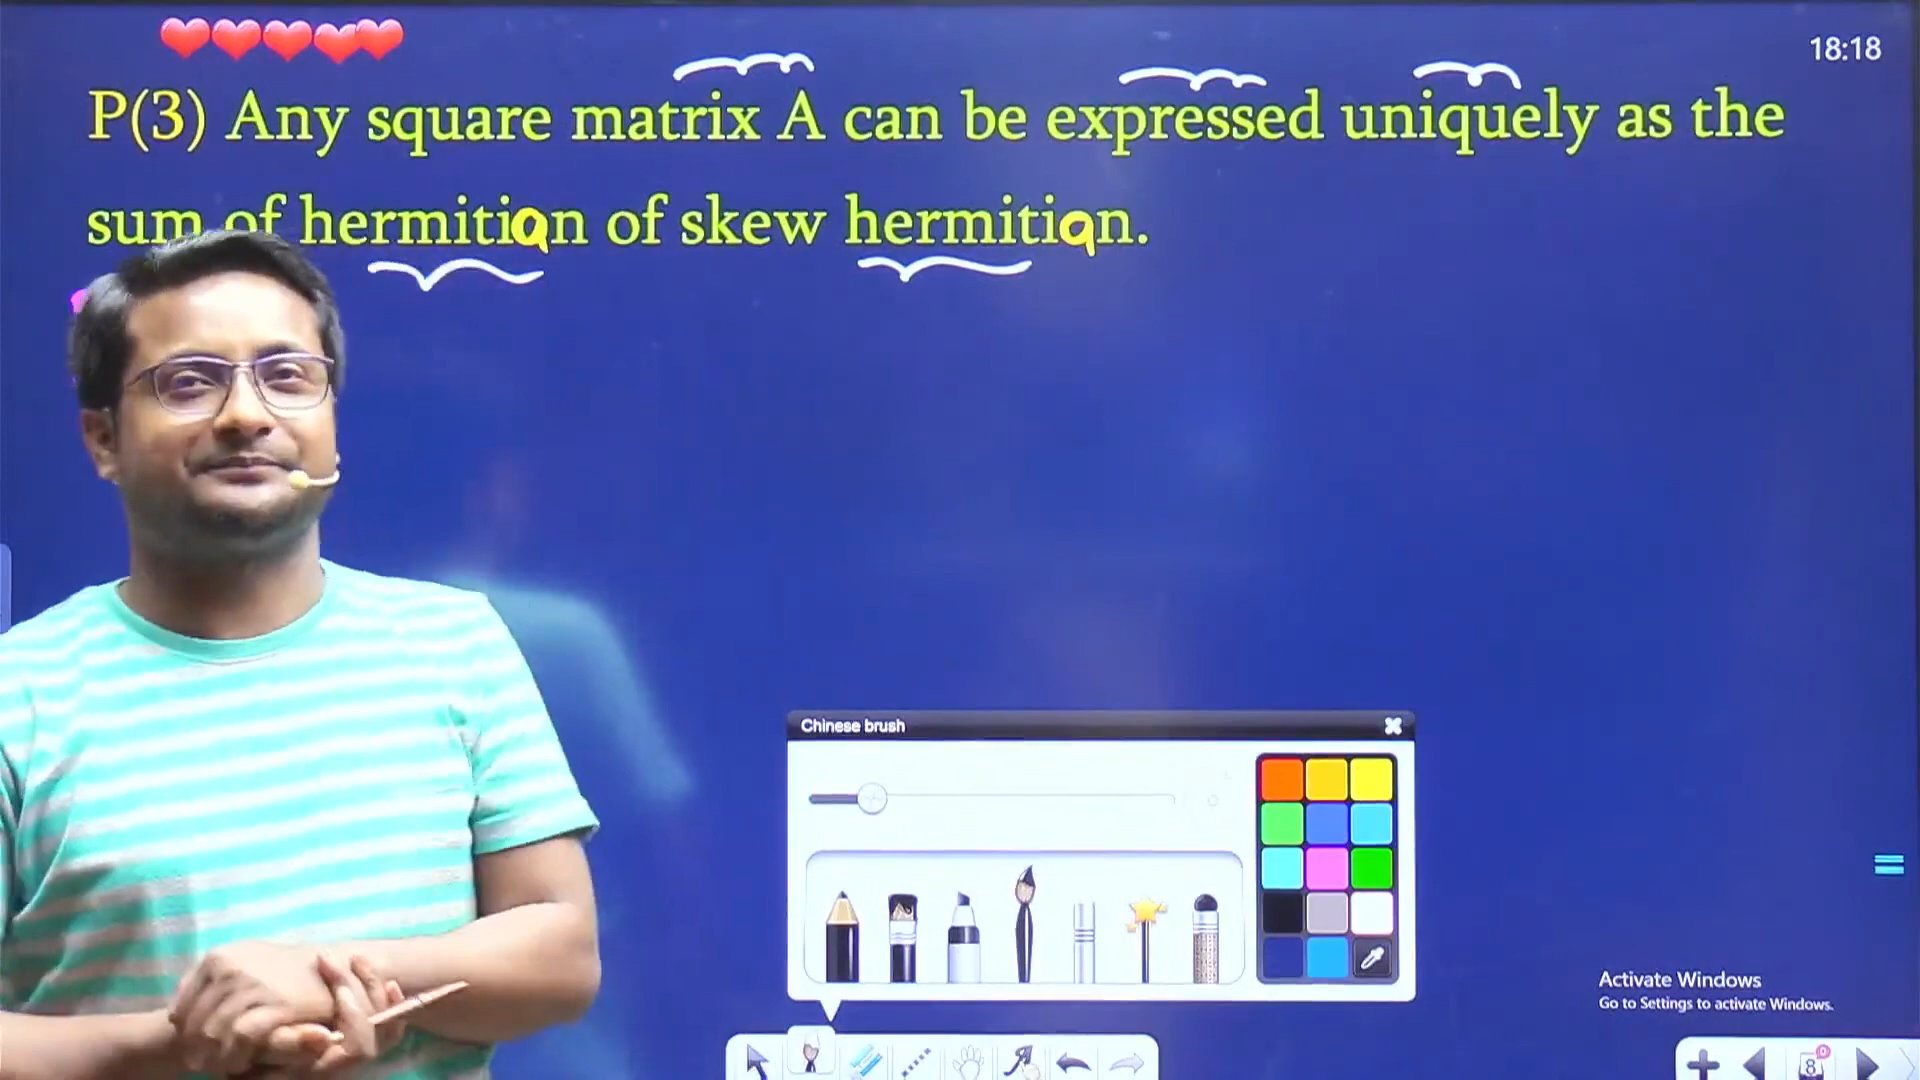 18:18
P(3) Any square matrix A can be expressed uniquely as the
sum of hermitian of skew hermitian.
Chinese brush
Activate Windows
Go to Settings to activate Windows.
8